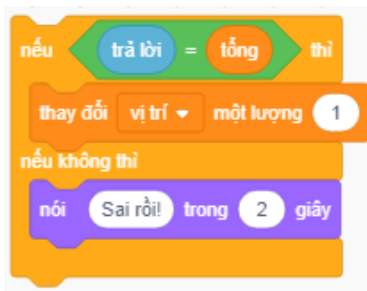 nếu trả lời = tổng thì
thay đổi vị trí một lượng 1
nếu không thì
nói Sai rồi! trong 2 giây